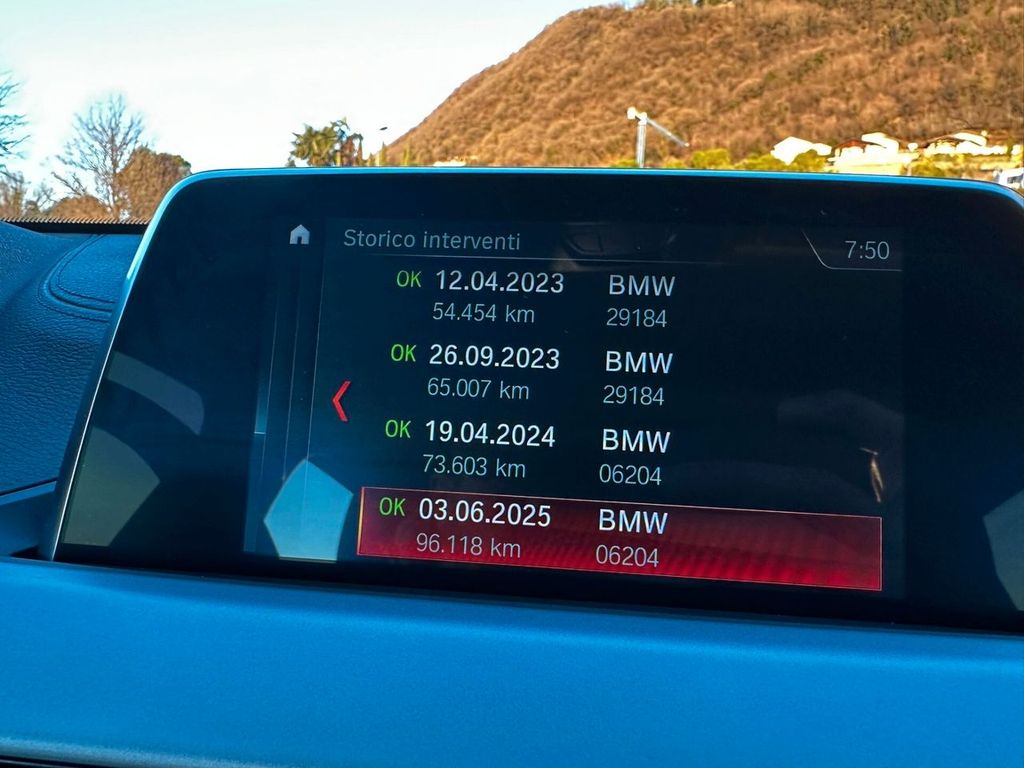 Storico interventi 7:50
OK 12.04.2023 BMW
54.454 km 29184
OK 26.09.2023 BMW
65.007 km 29184
OK 19.04.2024 BMW
73.603 km 06204
OK 03.06.2025 BMW
96.118 km 06204